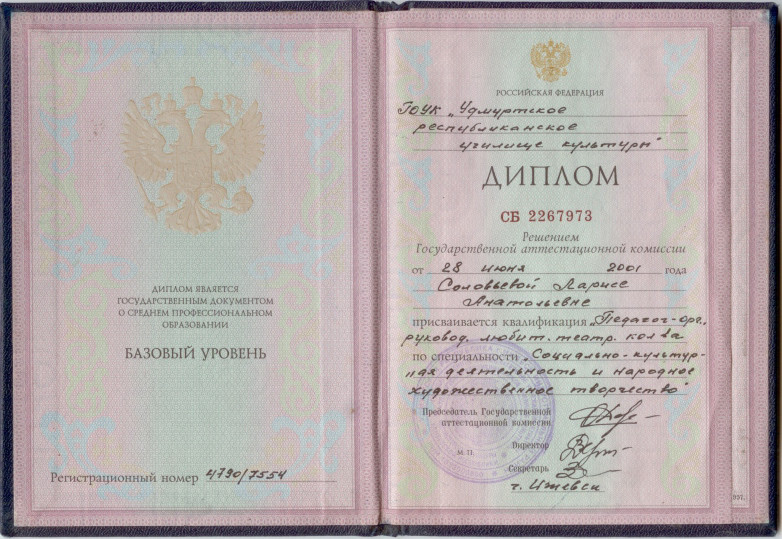 ДИПЛОМ ЯВЛЯЕТСЯ
ГОСУДАРСТВЕННЫМ ДОКУМЕНТОМ
О СРЕДНЕМ ПРОФЕССИОНАЛЬНОМ
ОБРАЗОВАНИИ
БАЗОВЫЙ УРОВЕНЬ
Регистрационный номер 4790/7554
РОССИЙСКАЯ ФЕДЕРАЦИЯ
ГОУК „Удмуртское
республиканское
училище культуры"
ДИПЛОМ
СБ 2267973
Решением
Государственной аттестационной комиссии
от 28 июня 2001 года
Соловьевой Ларисе
Анатольевне
присваивается квалификация „Педагог-орг.,
руковод. любит. театр. кол-ва
по специальности „Социально-культур-
ная деятельность и народное
художественное творчество"
Председатель Государственной
аттестационной комиссии
Директор
М. П.
Секретарь
г. Ижевск